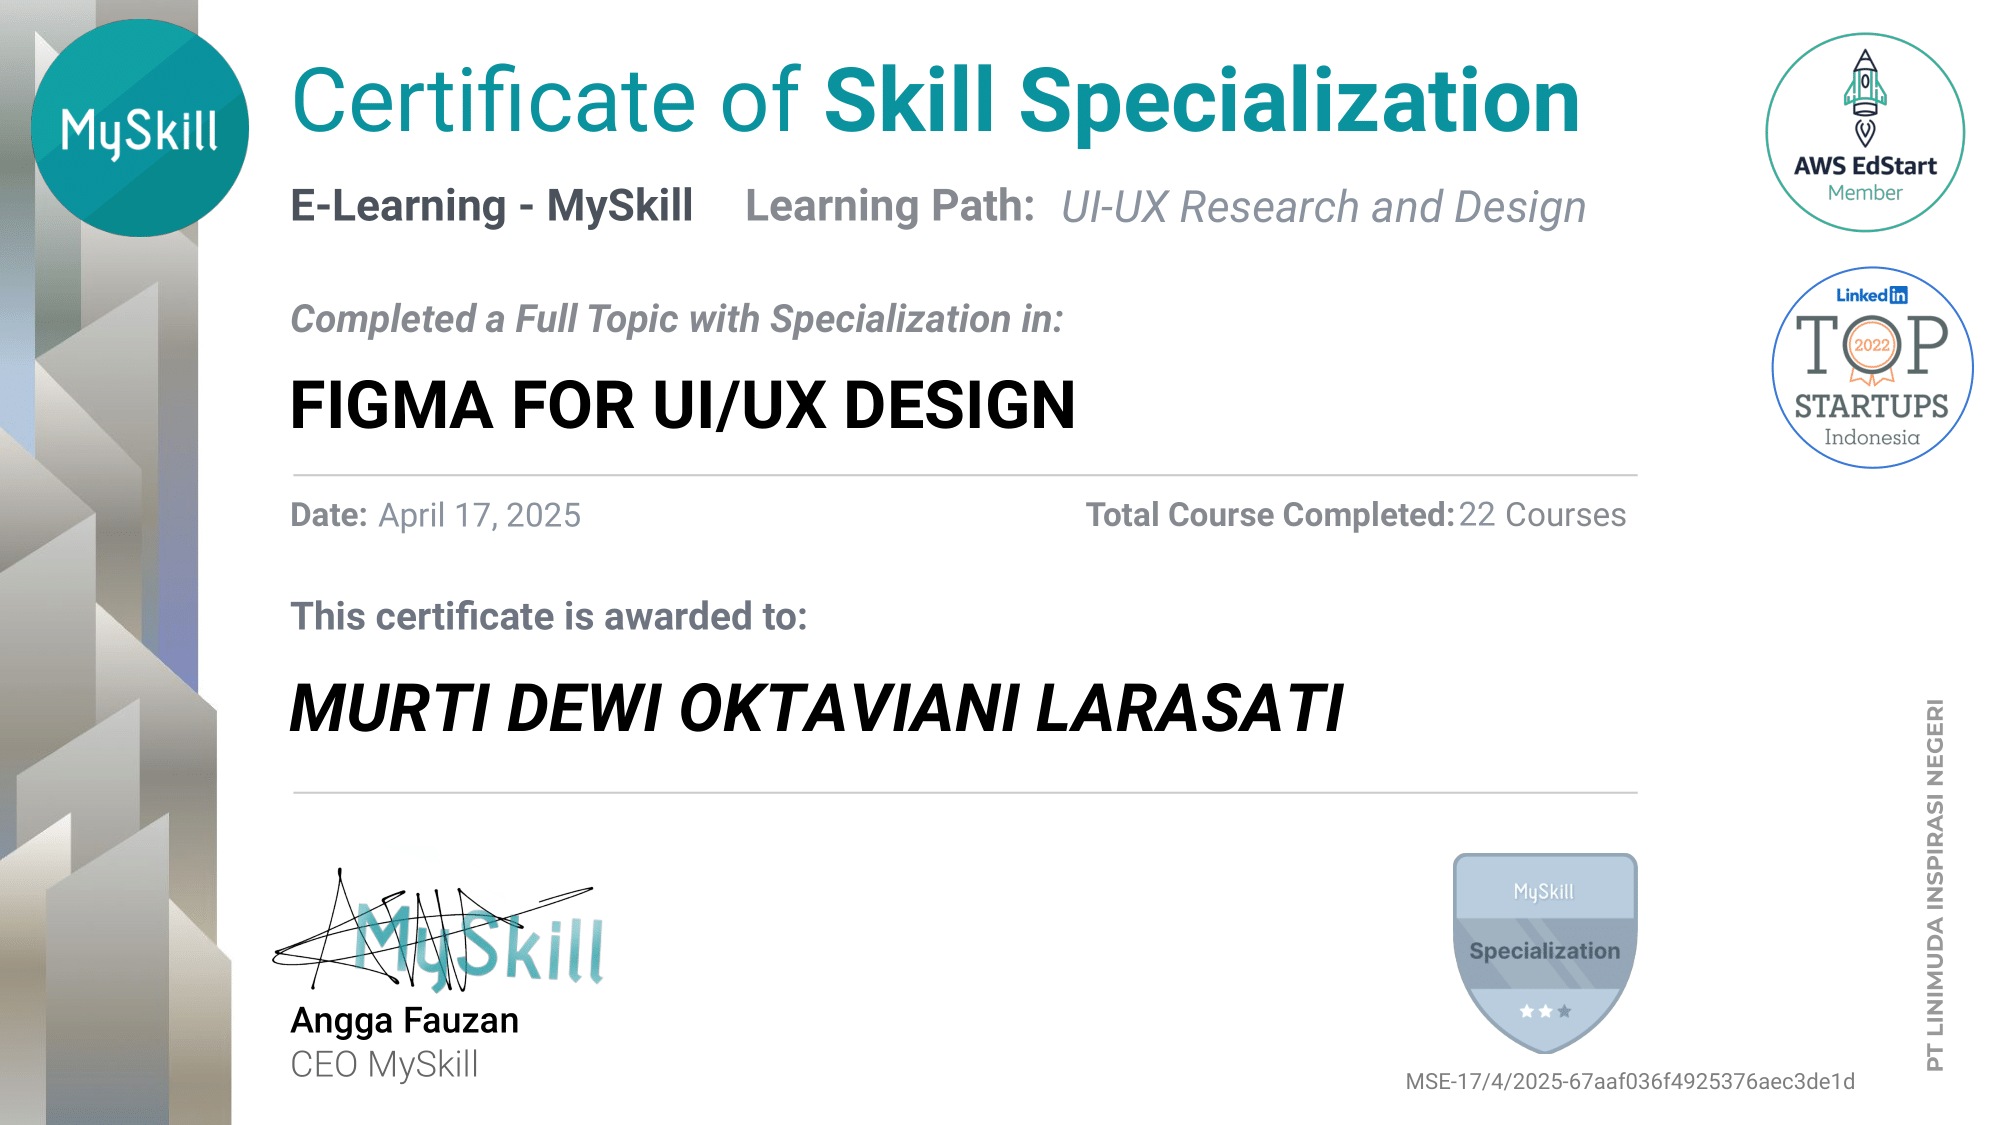 MySkill
Certificate of Skill Specialization
E-Learning - MySkill Learning Path: UI-UX Research and Design
AWS EdStart
Member
Completed a Full Topic with Specialization in:
FIGMA FOR UI/UX DESIGN
LinkedIn
TOP
2022
STARTUPS
Indonesia
Date: April 17, 2025
Total Course Completed: 22 Courses
This certificate is awarded to:
MURTI DEWI OKTAVIANI LARASATI
MySkill
Angga Fauzan
CEO MySkill
MySkill
Specialization
MSE-17/4/2025-67aaf036f4925376aec3de1d
PT LINIMUDA INSPIRASI NEGERI